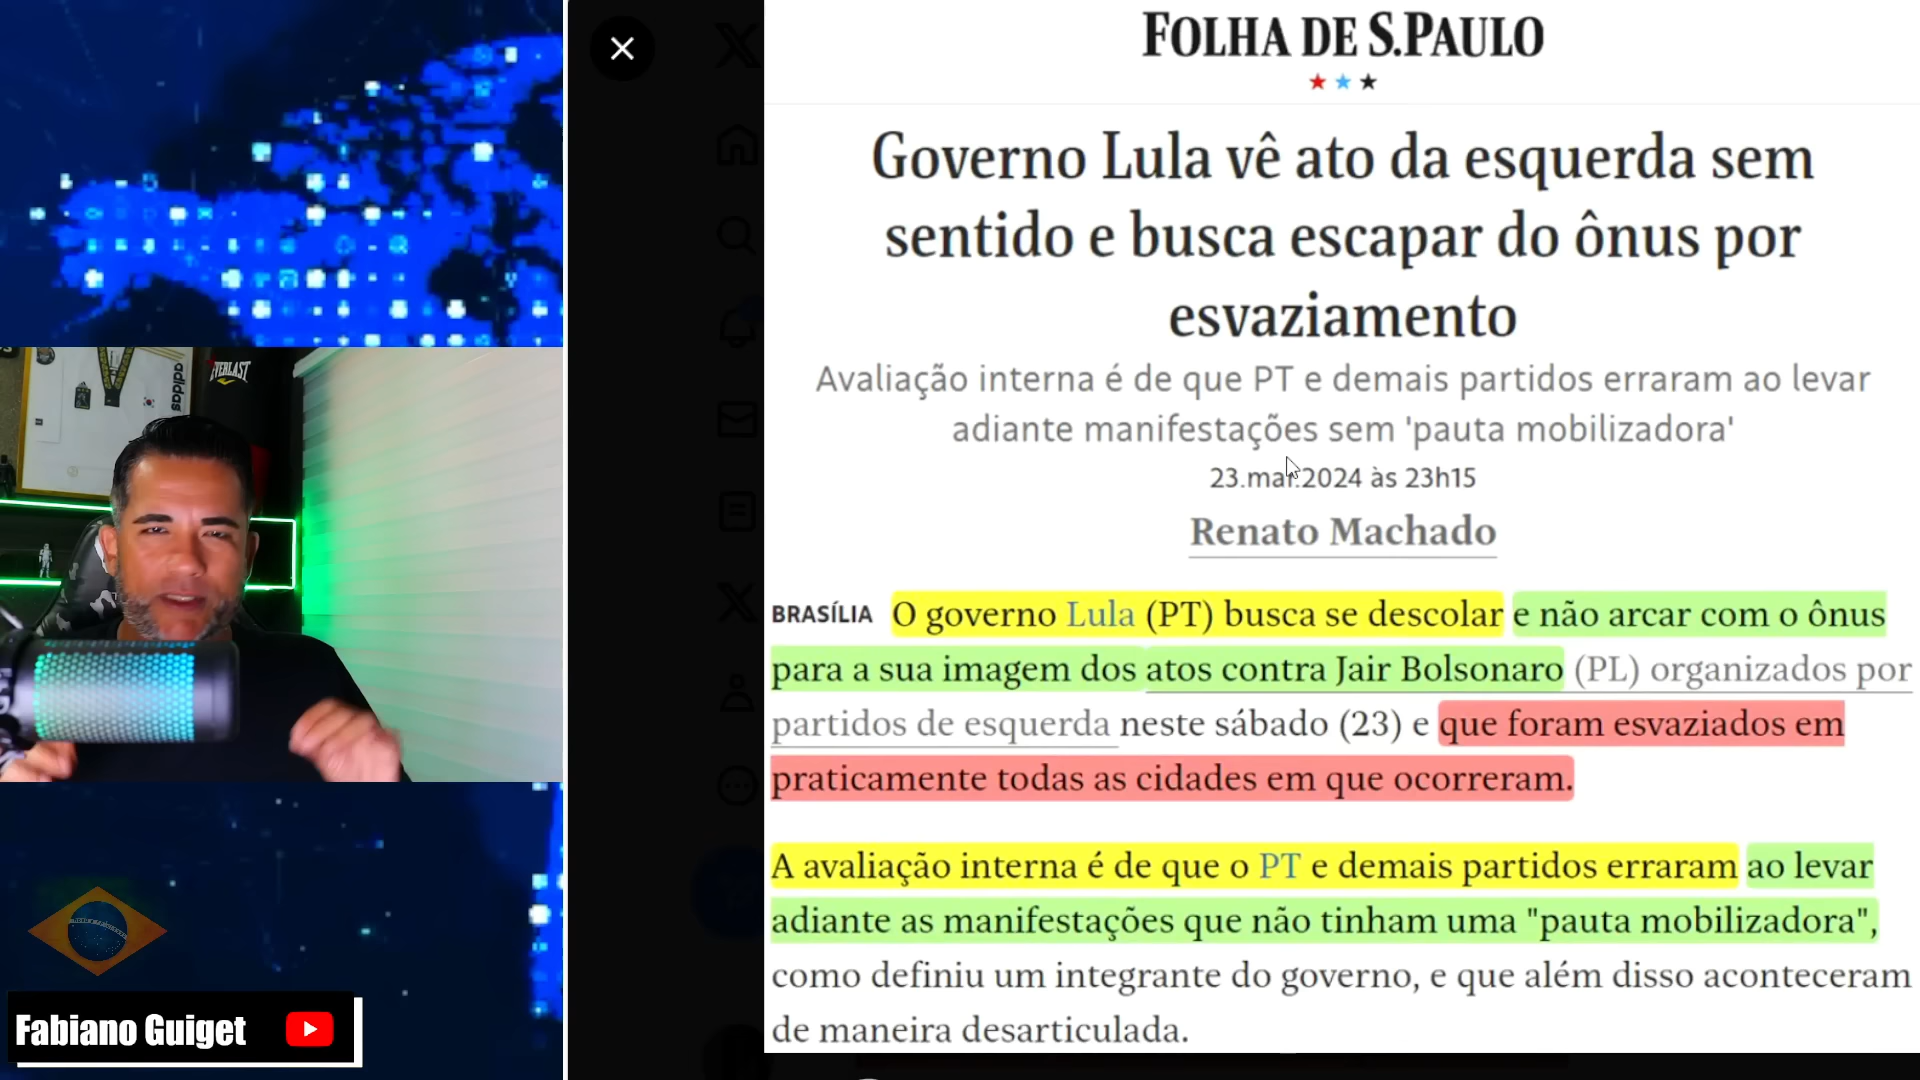 FOLHA DE S.PAULO
Governo Lula vê ato da esquerda sem
sentido e busca escapar do ônus por
esvaziamento
Avaliação interna é de que PT e demais partidos erraram ao levar
adiante manifestações sem 'pauta mobilizadora'
23.mar.2024 às 23h15
Renato Machado
BRASÍLIA O governo Lula (PT) busca se descolar e não arcar com o ônus
para a sua imagem dos atos contra Jair Bolsonaro (PL) organizados por
partidos de esquerda neste sábado (23) e que foram esvaziados em
praticamente todas as cidades em que ocorreram.
A avaliação interna é de que o PT e demais partidos erraram ao levar
adiante as manifestações que não tinham uma "pauta mobilizadora",
como definiu um integrante do governo, e que além disso aconteceram
de maneira desarticulada.
adidas
EVERLAST
Fabiano Guiget